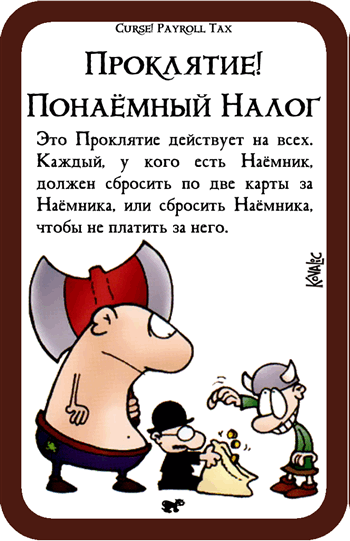 Curse! Payroll Tax
Проклятие!
Понаёмный Налог
Это Проклятие действует на всех.
Каждый, у кого есть Наёмник,
должен сбросить по две карты за
Наёмника, или сбросить Наёмника,
чтобы не платить за него.
Kovalic